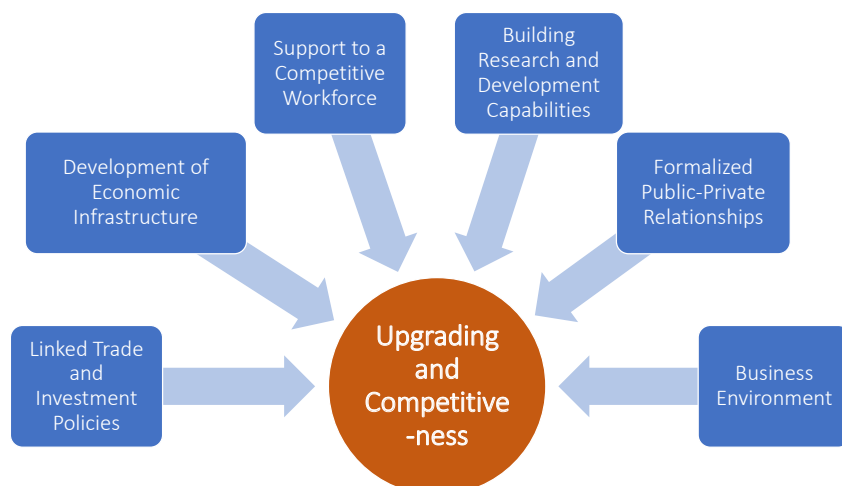 Support to a
Competitive
Workforce
Building
Research and
Development
Capabilities
Development of
Economic
Infrastructure
Formalized
Public-Private
Relationships
Linked Trade
and
Investment
Policies
Upgrading
and
Competitive
-ness
Business
Environment